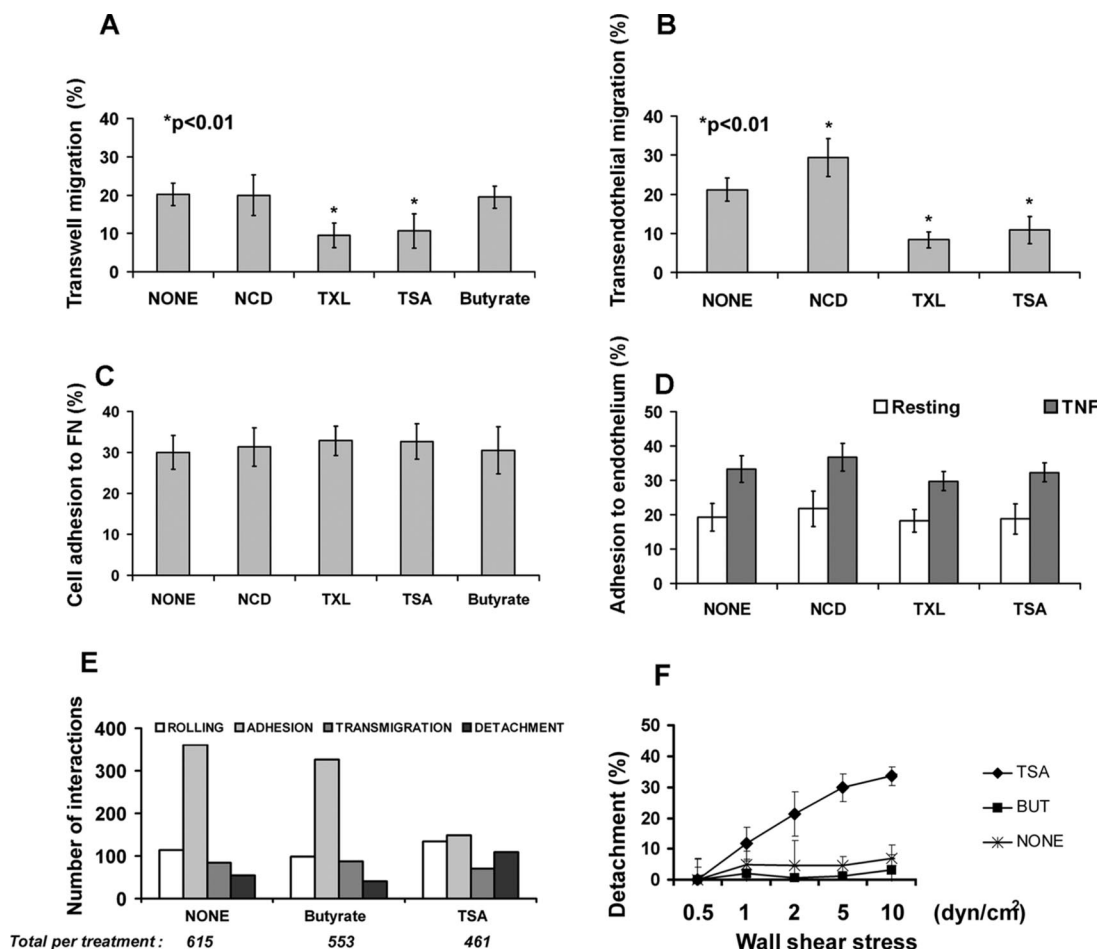 A
Transwell migration (%)
*p<0.01
40
30
20
10
0
* *
NONE NCD TXL TSA Butyrate
B
Transendothelial migration (%)
*p<0.01
40
30
20
10
0
* * *
NONE NCD TXL TSA
C
Cell adhesion to FN (%)
50
40
30
20
10
0
NONE NCD TXL TSA Butyrate
D
Adhesion to endothelium (%)
Resting TNF
50
40
30
20
10
0
NONE NCD TXL TSA
E
Number of interactions
ROLLING ADHESION TRANSMIGRATION DETACHMENT
400
300
200
100
0
NONE Butyrate TSA
Total per treatment : 615 553 461
F
Detachment (%)
50
40
30
20
10
0
TSA
BUT
NONE
0.5 1 2 5 10 (dyn/cm²)
Wall shear stress